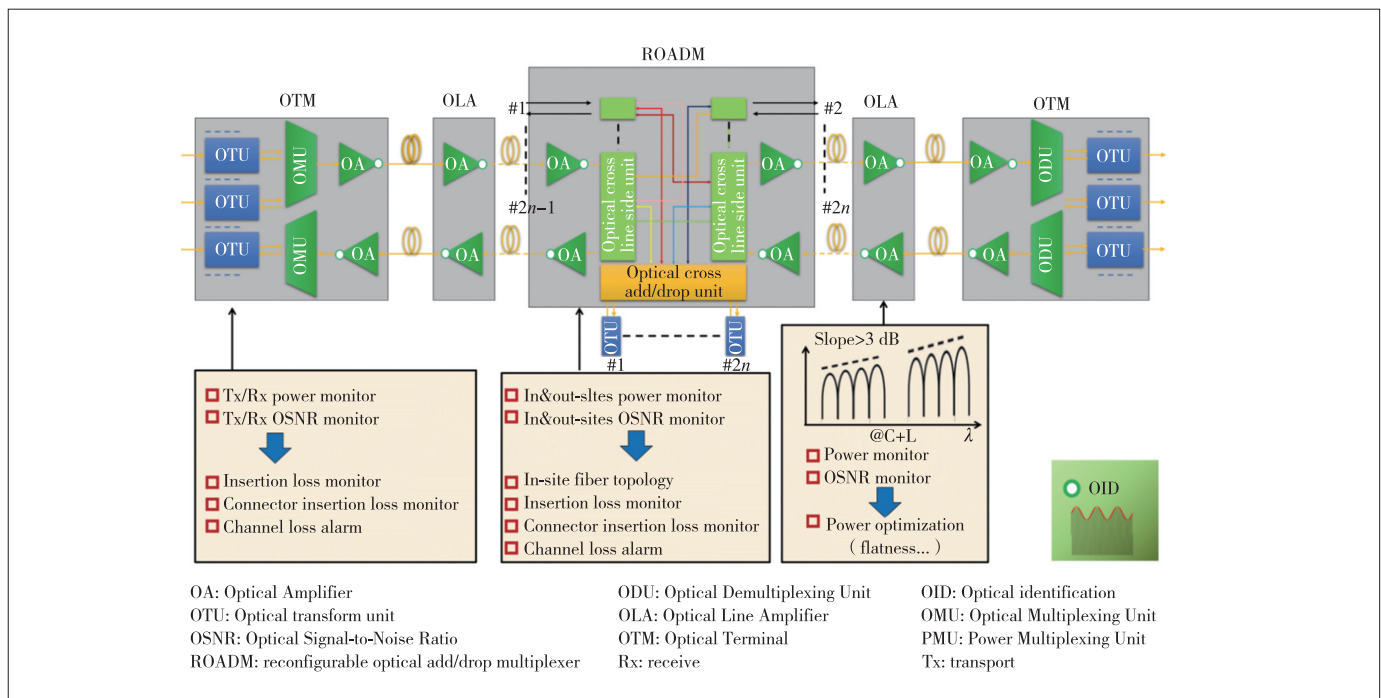 ROADM
OTM
OLA
#1
#2
OLA
OTM
OTU
OMU
OA
OA
OA
OA
OA
OA
ODU
OTU
OTU
OTU
Optical cross
line side unit
Optical cross
line side unit
#2n-1
#2n
OTU
OMU
OA
OA
OA
OA
OA
OA
ODU
OTU
Optical cross
add/drop unit
OTU
OTU
#1
#2n
Slope>3 dB
@C+L
λ
Tx/Rx power monitor
Tx/Rx OSNR monitor
Insertion loss monitor
Connector insertion loss monitor
Channel loss alarm
In&out-sltes power monitor
In&out-sites OSNR monitor
In-site fiber topology
Insertion loss monitor
Connector insertion loss monitor
Channel loss alarm
Power monitor
OSNR monitor
Power optimization
( flatness... )
OID
OA: Optical Amplifier
OTU: Optical transform unit
OSNR: Optical Signal-to-Noise Ratio
ROADM: reconfigurable optical add/drop multiplexer
ODU: Optical Demultiplexing Unit
OLA: Optical Line Amplifier
OTM: Optical Terminal
Rx: receive
OID: Optical identification
OMU: Optical Multiplexing Unit
PMU: Power Multiplexing Unit
Tx: transport